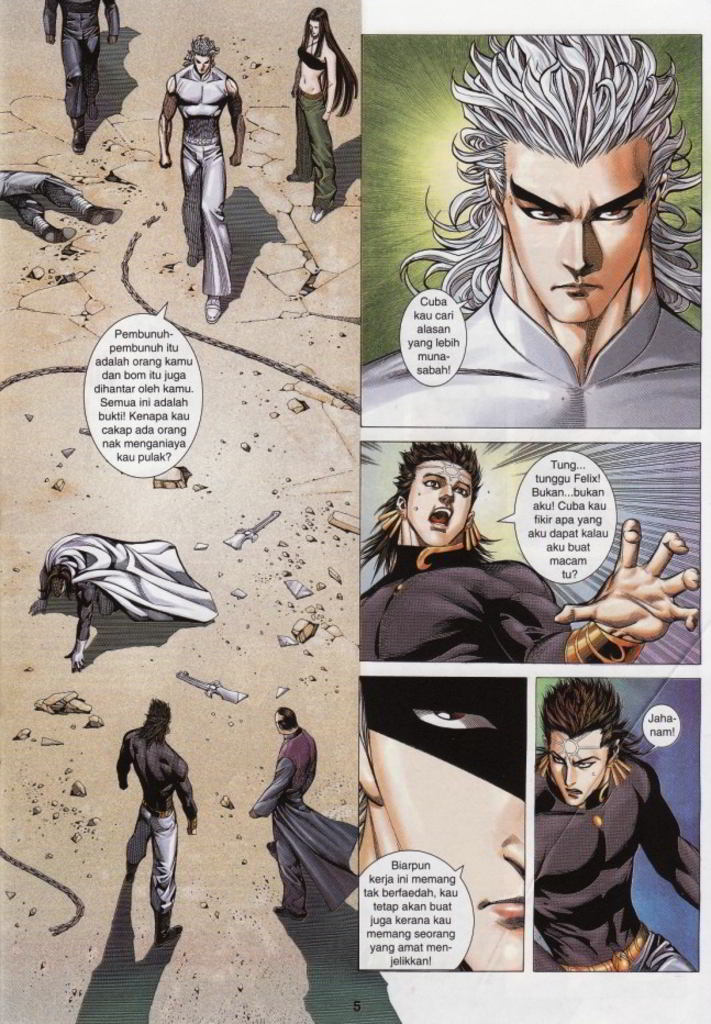 Pembunuh-
pembunuh itu
adalah orang kamu
dan bom itu juga
dihantar oleh kamu.
Semua ini adalah
bukti! Kenapa kau
cakap ada orang
nak menganiaya
kau pulak?
Cuba
kau cari
alasan
yang lebih
muna-
sabah!
Tung...
tunggu Felix!
Bukan...bukan
aku! Cuba kau
fikir apa yang
aku dapat kalau
aku buat
macam
tu?
Biarpun
kerja ini memang
tak berfaedah, kau
tetap akan buat
juga kerana kau
memang seorang
yang amat men-
jelikkan!
Jaha-
nam!
5